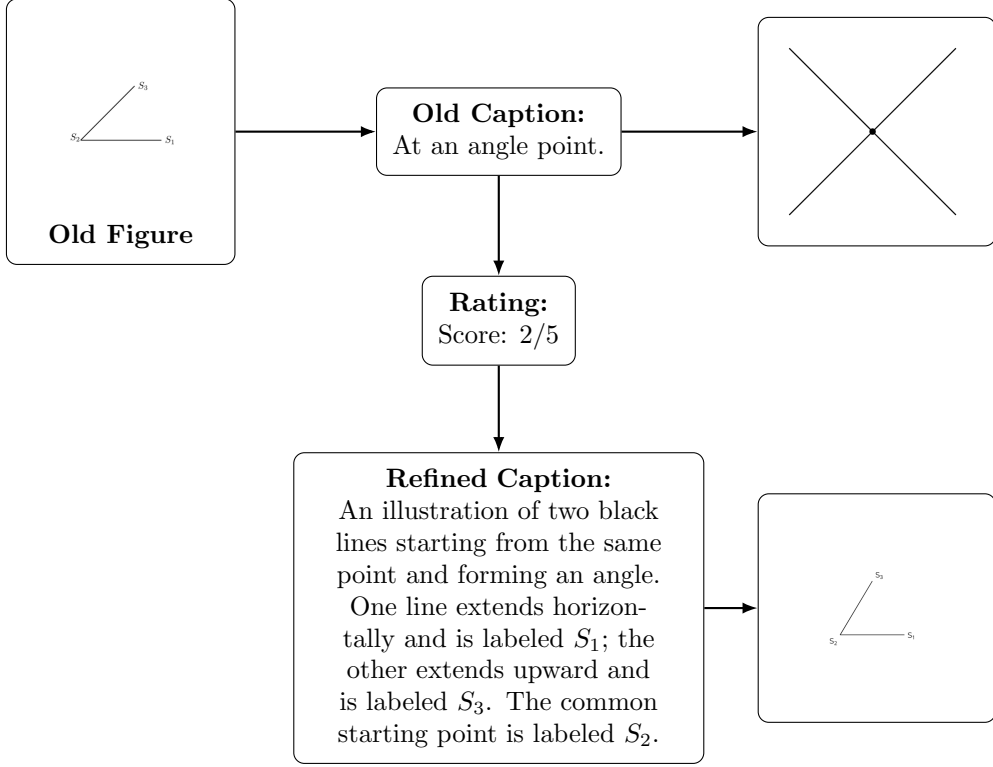 S₃
S₂
S₁
Old Figure
Old Caption:
At an angle point.
Rating:
Score: 2/5
Refined Caption:
An illustration of two black
lines starting from the same
point and forming an angle.
One line extends horizon-
tally and is labeled S₁; the
other extends upward and
is labeled S₃. The common
starting point is labeled S₂.
S₃
S₂
S₁